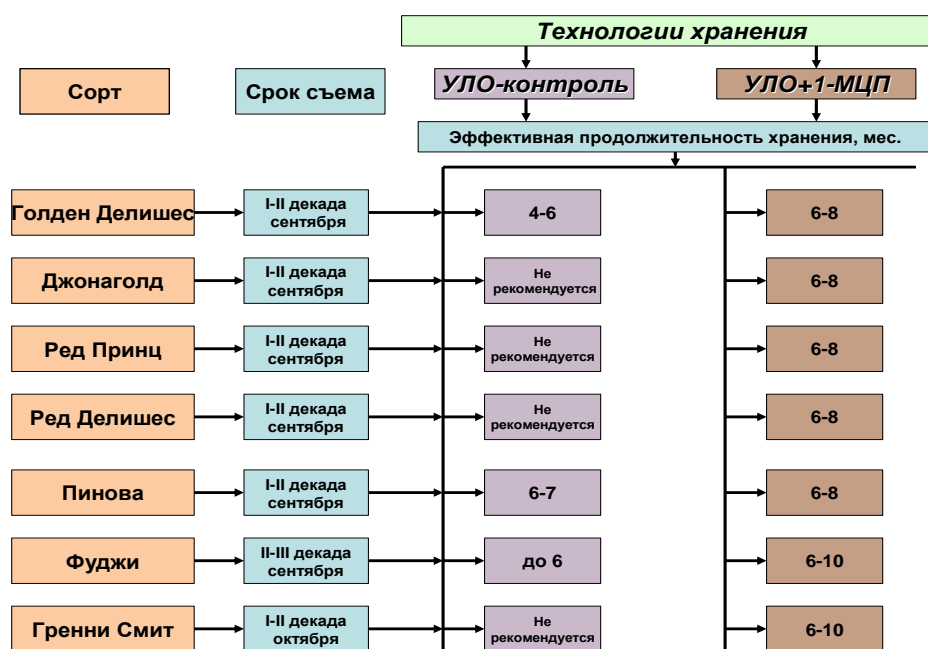 Технологии хранения
Сорт
Срок съема
УЛО-контроль
УЛО+1-МЦП
Эффективная продолжительность хранения, мес.
Голден Делишес
I-II декада
сентября
4-6
6-8
Джонаголд
I-II декада
сентября
Не
рекомендуется
6-8
Ред Принц
I-II декада
сентября
Не
рекомендуется
6-8
Ред Делишес
I-II декада
сентября
Не
рекомендуется
6-8
Пинова
I-II декада
сентября
6-7
6-8
Фуджи
II-III декада
сентября
до 6
6-10
Гренни Смит
I-II декада
октября
Не
рекомендуется
6-10